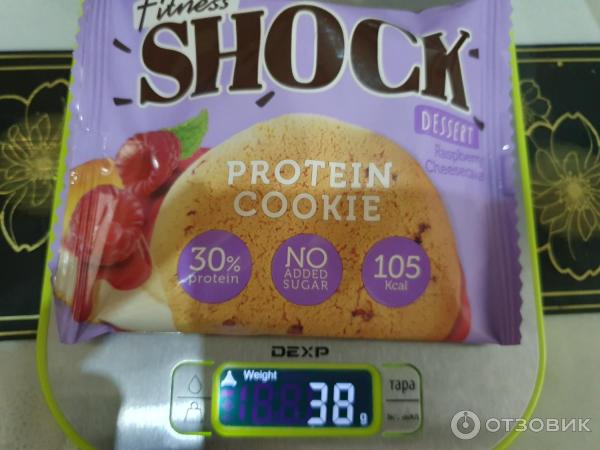 Fitness
SHOCK
DESSERT
Raspberry
Cheesecake
PROTEIN
COOKIE
30%
protein
NO
ADDED
SUGAR
105
Kcal
DEXP
Weight
38 g
тара
ОТЗОВИК